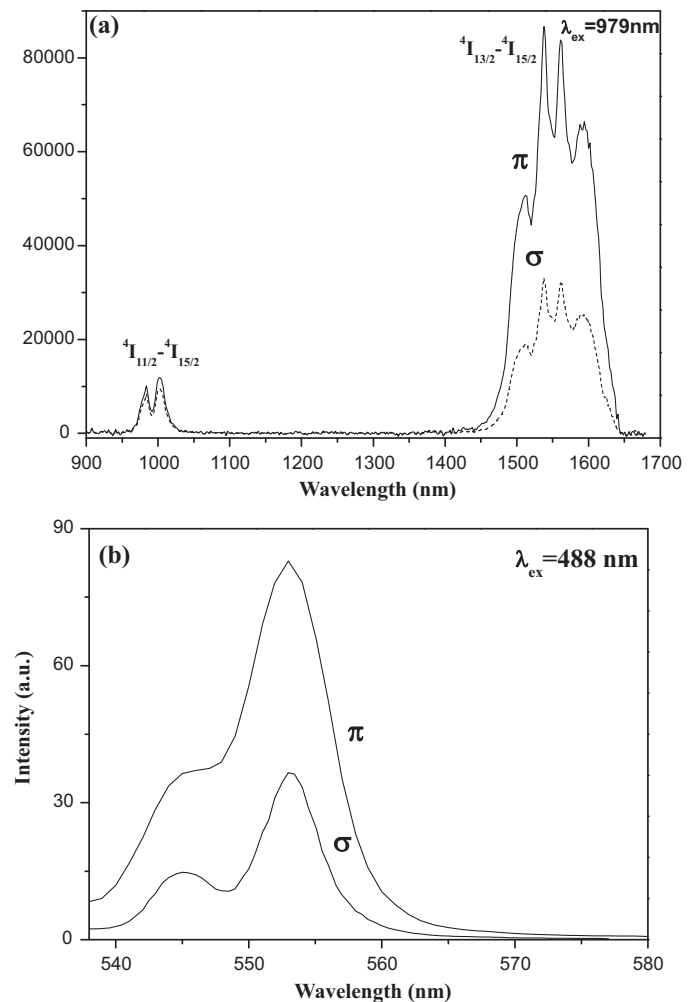 (a)
λex=979nm
4I13/2-4I15/2
80000
60000
π
40000
σ
20000
4I11/2-4I15/2
0
900 1000 1100 1200 1300 1400 1500 1600 1700
Wavelength (nm)
90
(b)
λex=488 nm
60
Intensity (a.u.)
π
30
σ
0
540 550 560 570 580
Wavelength (nm)